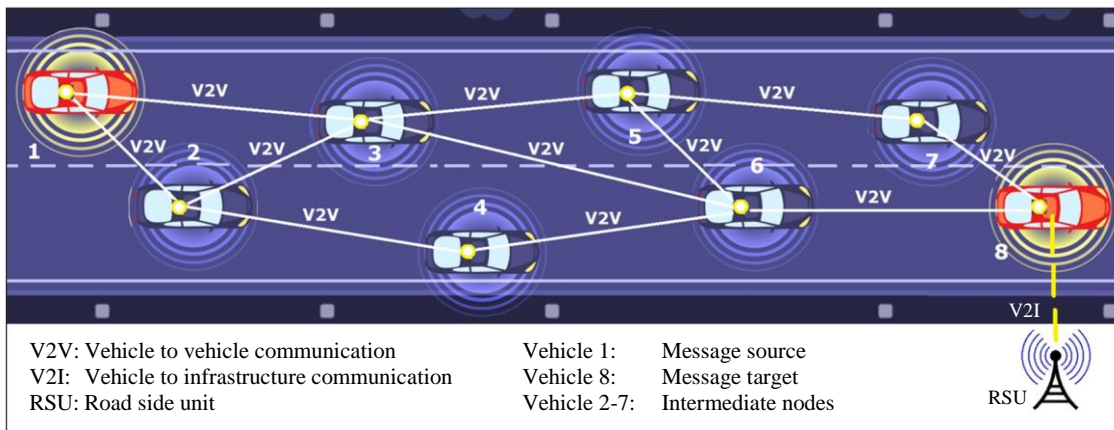 V2V V2V V2V
1 V2V 2 V2V 3 V2V 5 V2V 6 7 V2V
V2V 4 V2V V2V 8
V2I
V2V: Vehicle to vehicle communication Vehicle 1: Message source
V2I: Vehicle to infrastructure communication Vehicle 8: Message target
RSU: Road side unit Vehicle 2-7: Intermediate nodes
RSU